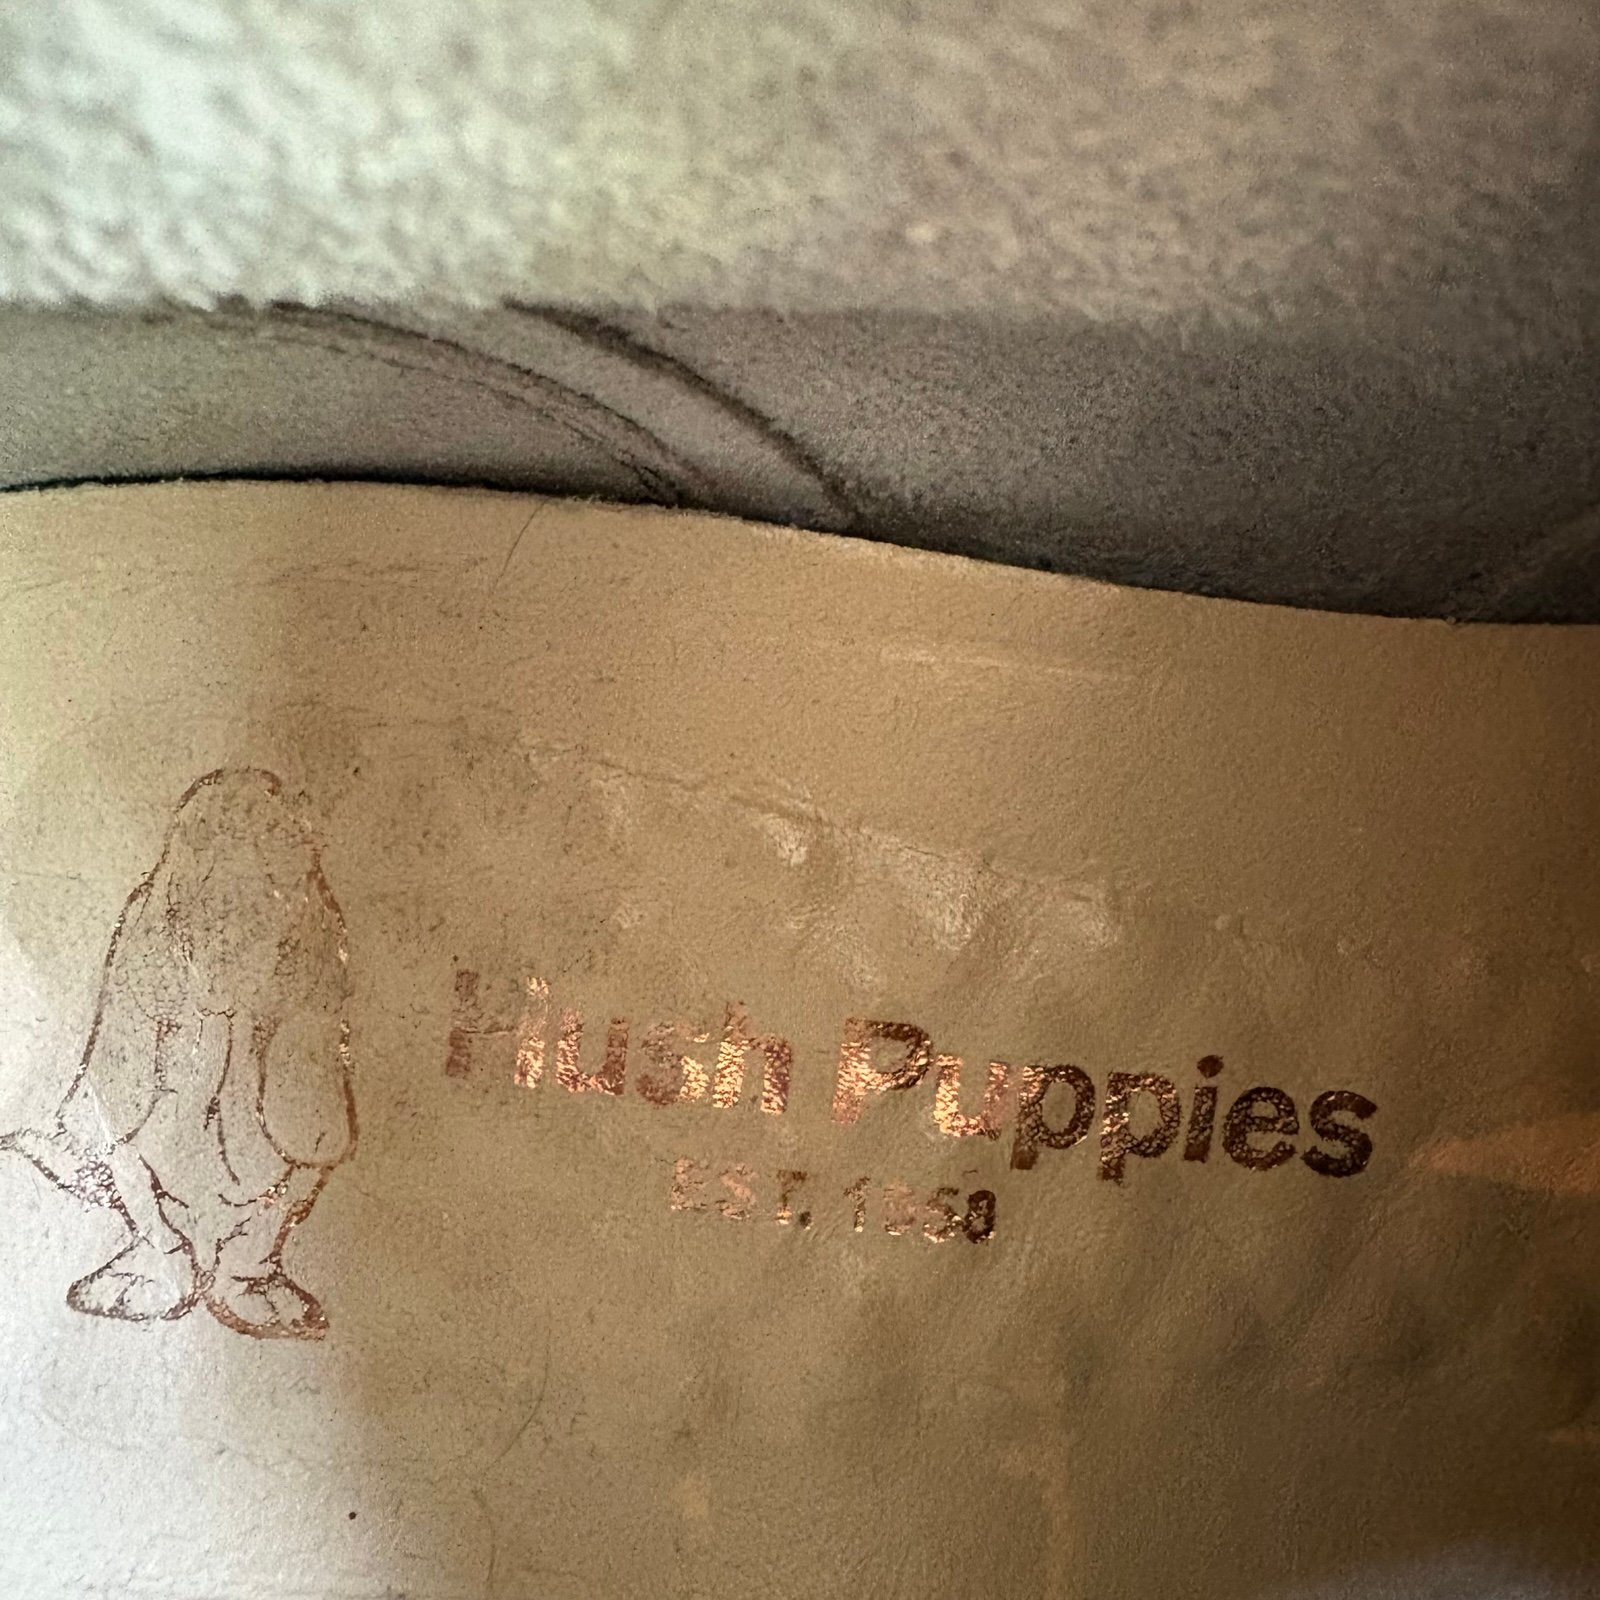 Hush Puppies
EST. 1958